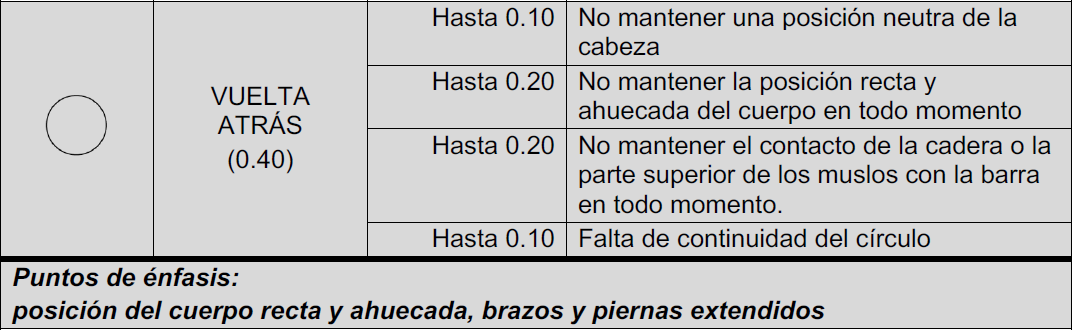 Hasta 0.10 No mantener una posición neutra de la
cabeza
VUELTA
ATRÁS
(0.40)
Hasta 0.20 No mantener la posición recta y
ahuecada del cuerpo en todo momento
Hasta 0.20 No mantener el contacto de la cadera o la
parte superior de los muslos con la barra
en todo momento.
Hasta 0.10 Falta de continuidad del círculo
Puntos de énfasis:
posición del cuerpo recta y ahuecada, brazos y piernas extendidos